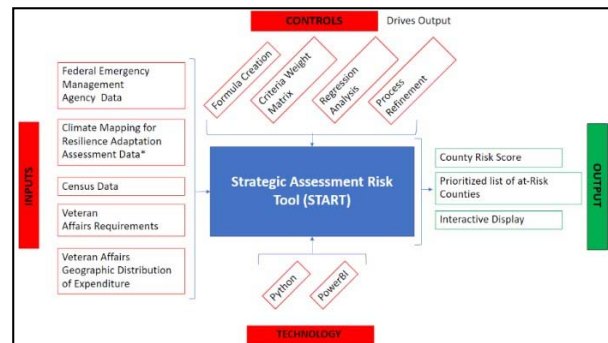 CONTROLS
Drives Output
Formula Creation
Criteria Weight
Matrix
Regression
Analysis
Process
Refinement
INPUTS
Federal Emergency
Management
Agency Data
Climate Mapping for
Resilience Adaptation
Assessment Data*
Census Data
Veteran
Affairs Requirements
Veteran Affairs
Geographic Distribution
of Expenditure
Strategic Assessment Risk
Tool (START)
County Risk Score
Prioritized list of at-Risk
Counties
Interactive Display
OUTPUT
Python
PowerBI
TECHNOLOGY